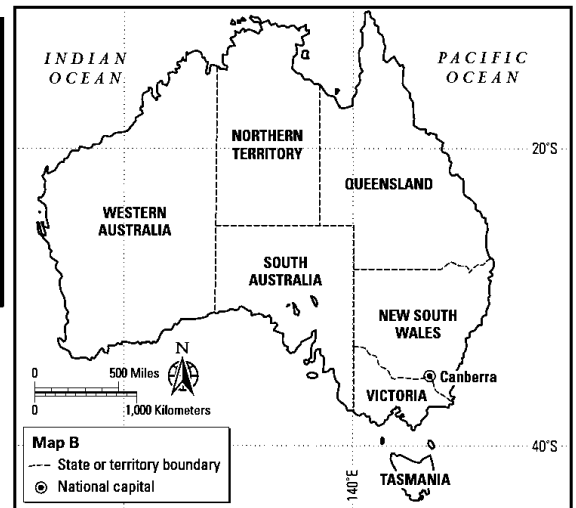 INDIAN
OCEAN
PACIFIC
OCEAN
NORTHERN
TERRITORY
20°S
QUEENSLAND
WESTERN
AUSTRALIA
SOUTH
AUSTRALIA
NEW SOUTH
WALES
N
0 500 Miles
0 1,000 Kilometers
Canberra
VICTORIA
Map B
State or territory boundary
National capital
40°S
140°E
TASMANIA